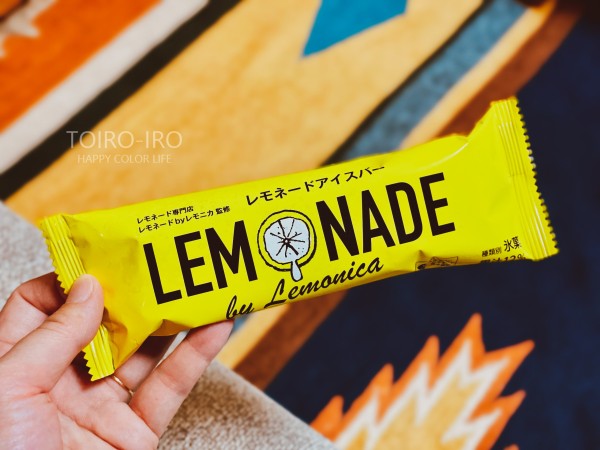 TOIRO-IRO
HAPPY COLOR LIFE
レモネードアイスバー
レモネード専門店
レモネード by レモニカ 監修
LEMONADE
by Lemonica
種類別 氷菓